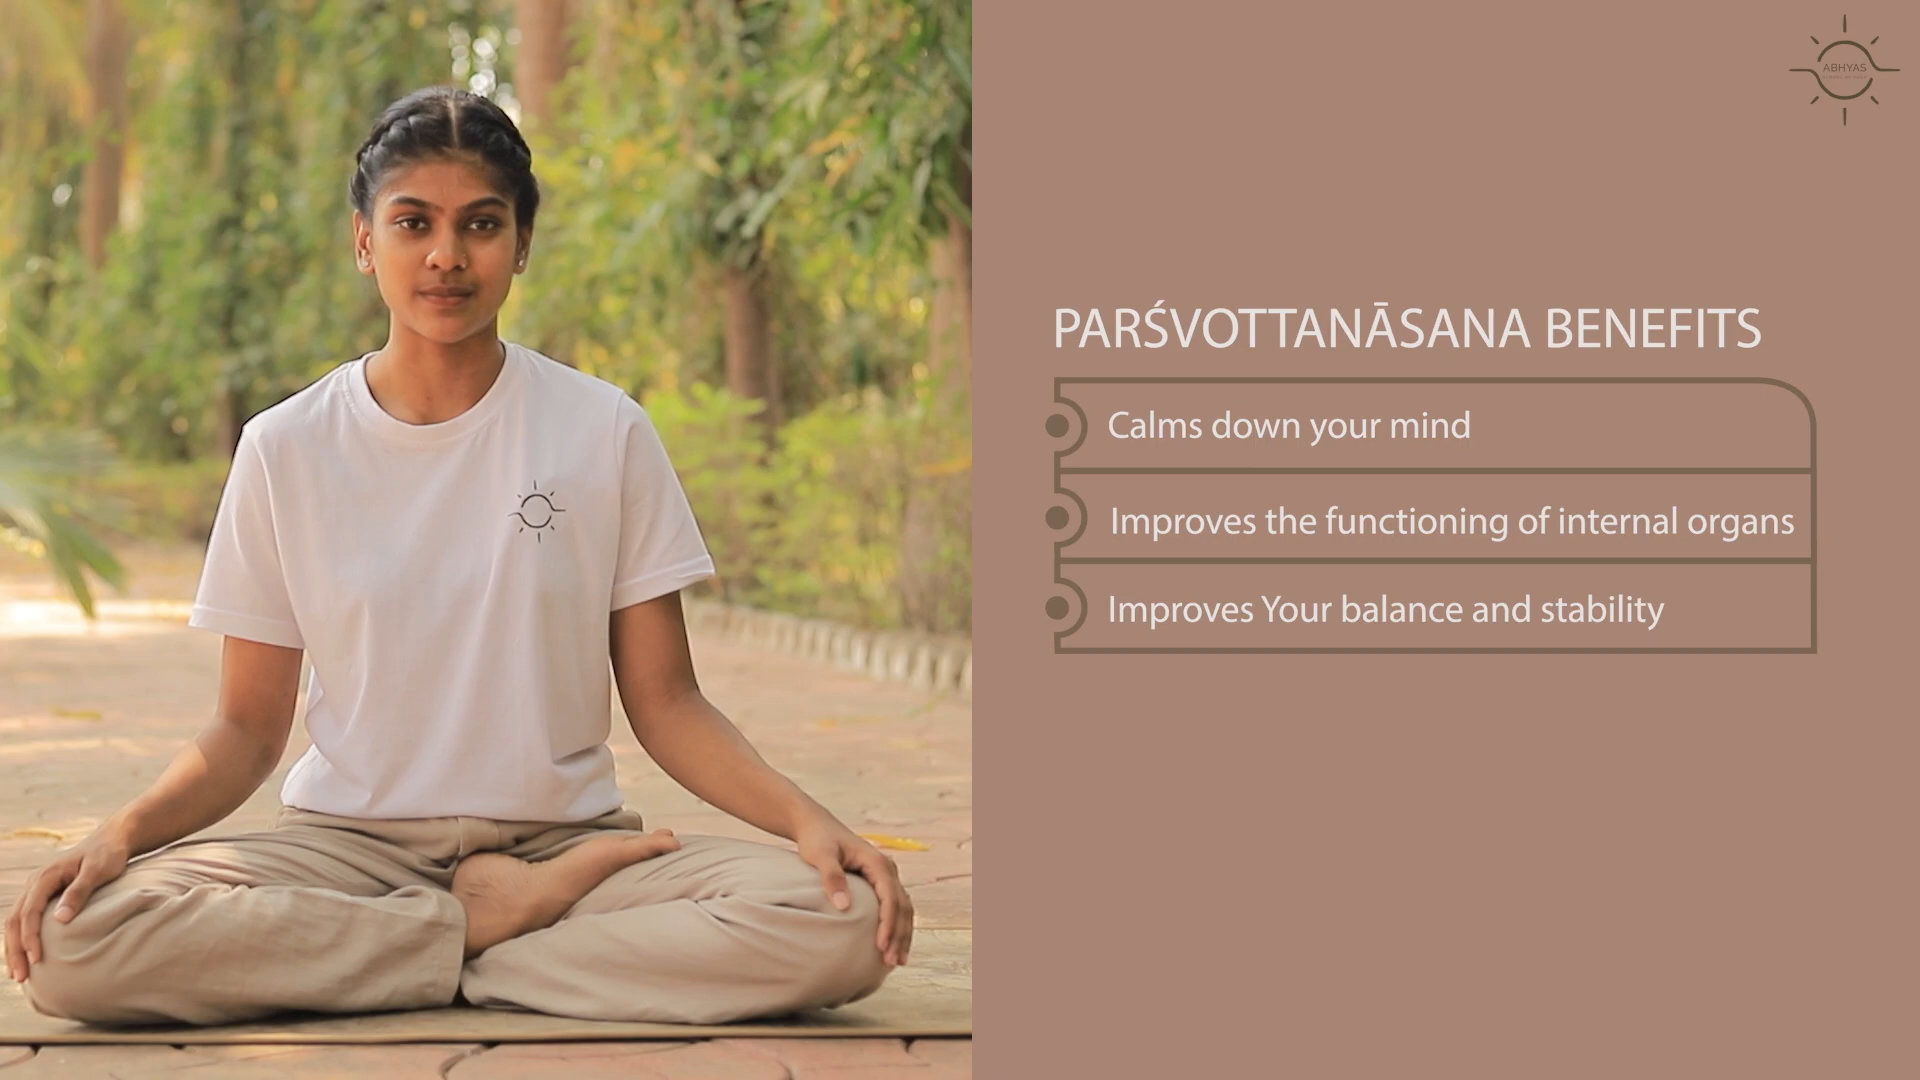 ABHYAS
PARŚVOTTANĀSANA BENEFITS
Calms down your mind
Improves the functioning of internal organs
Improves Your balance and stability